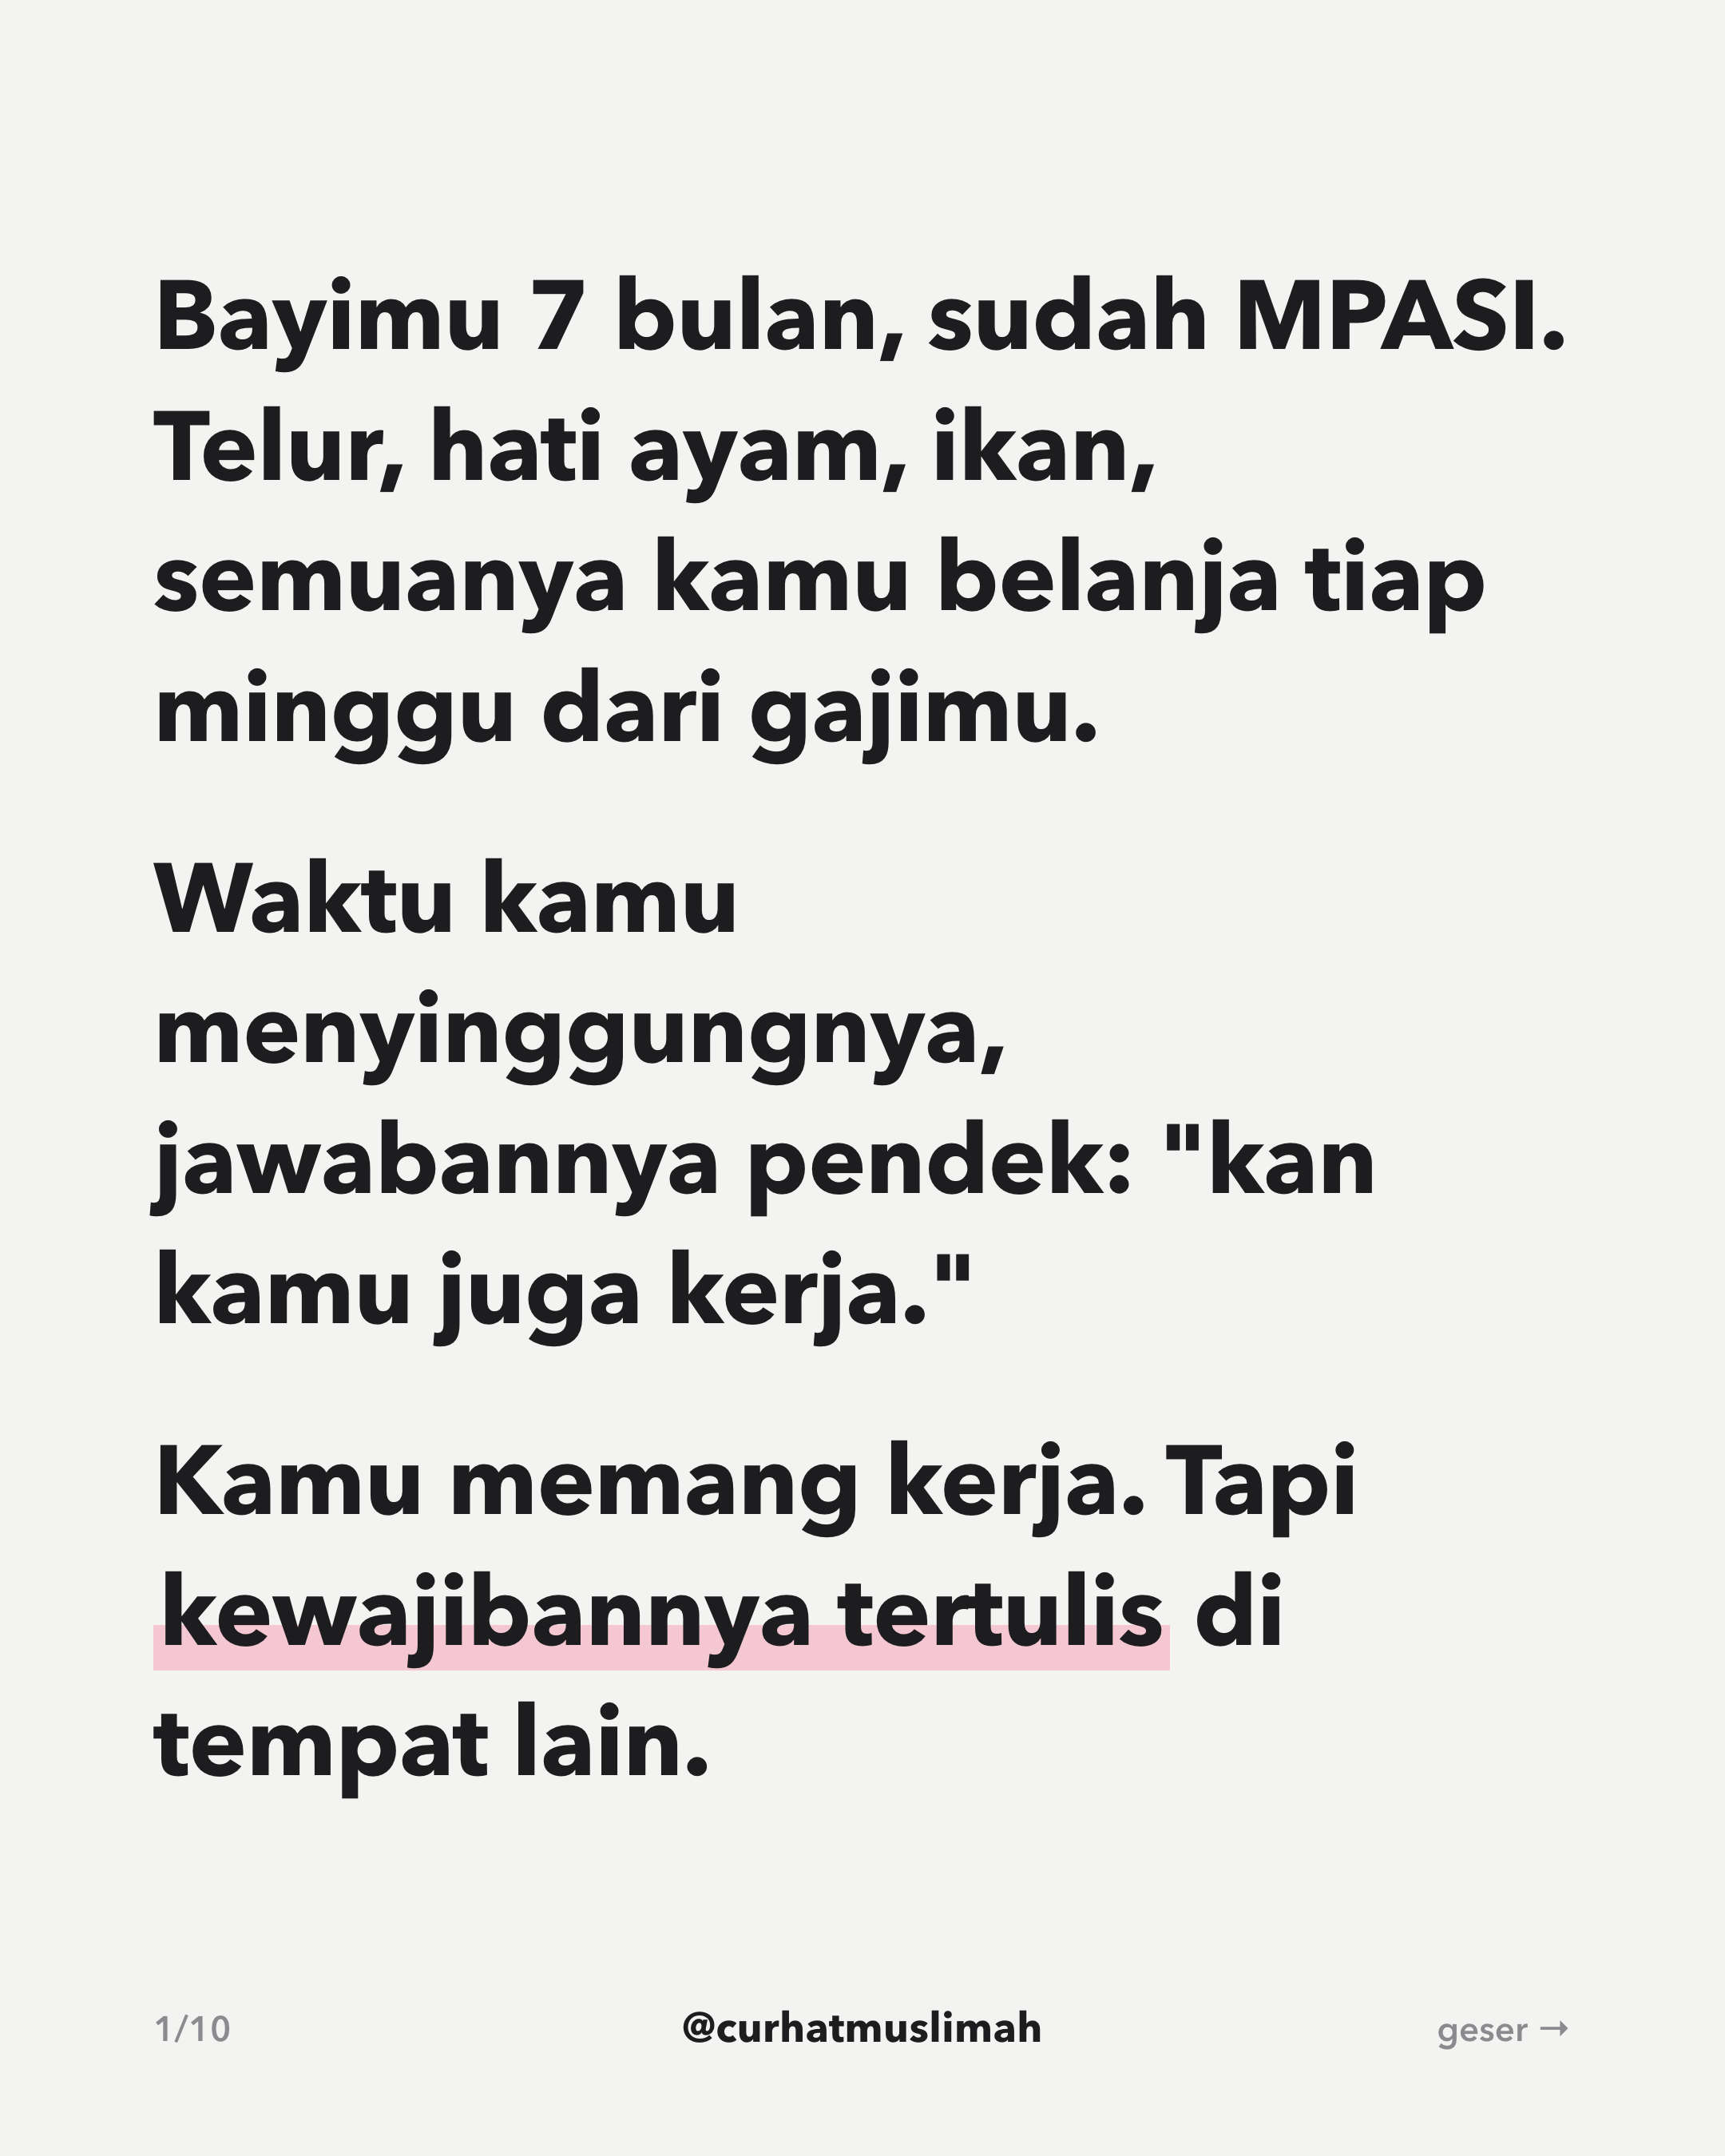 Bayimu 7 bulan, sudah MPASI.
Telur, hati ayam, ikan,
semuanya kamu belanja tiap
minggu dari gajimu.
Waktu kamu
menyinggungnya,
jawabannya pendek: "kan
kamu juga kerja."
Kamu memang kerja. Tapi
kewajibannya tertulis di
tempat lain.
1/10
@curhatmuslimah
geser →